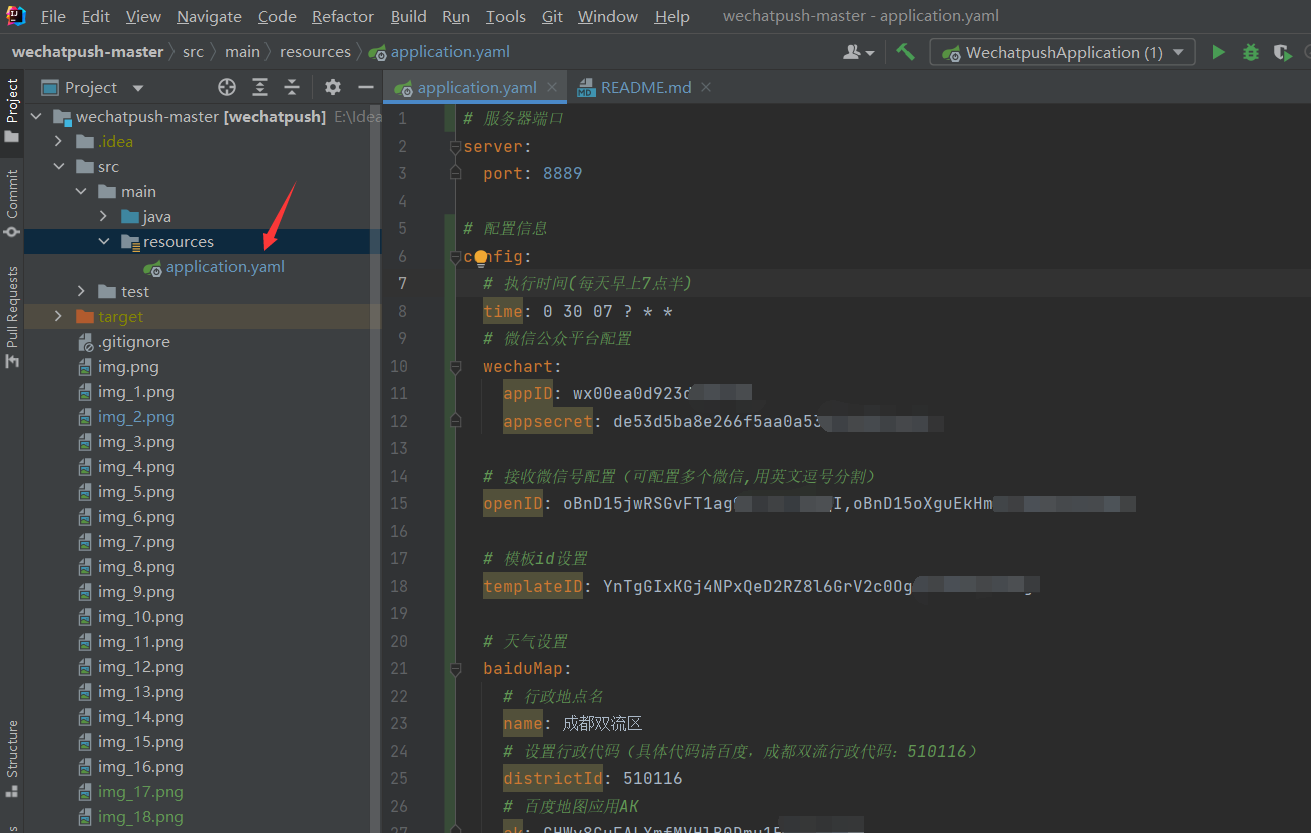 File Edit View Navigate Code Refactor Build Run Tools Git Window Help wechatpush-master - application.yaml
wechatpush-master src main resources application.yaml WechatpushApplication (1)
Project
application.yaml
README.md
Project
Commit
Pull Requests
Structure
wechatpush-master [wechatpush] E:\Idea
.idea
src
main
java
resources
application.yaml
test
target
.gitignore
img.png
img_1.png
img_2.png
img_3.png
img_4.png
img_5.png
img_6.png
img_7.png
img_8.png
img_9.png
img_10.png
img_11.png
img_12.png
img_13.png
img_14.png
img_15.png
img_16.png
img_17.png
img_18.png
1 # 服务器端口
2 server:
3 port: 8889
4
5 # 配置信息
6 config:
7 # 执行时间(每天早上7点半)
8 time: 0 30 07 ? * *
9 # 微信公众平台配置
10 wechart:
11 appID: wx00ea0d923d
12 appsecret: de53d5ba8e266f5aa0a53
13
14 # 接收微信号配置（可配置多个微信,用英文逗号分割）
15 openID: oBnD15jwRSGvFT1ag I,oBnD15oXguEkHm
16
17 # 模板id设置
18 templateID: YnTgGIxKGj4NPxQeD2RZ8l6GrV2c0Og
19
20 # 天气设置
21 baiduMap:
22 # 行政地点名
23 name: 成都双流区
24 # 设置行政代码（具体代码请百度，成都双流行政代码：510116）
25 districtId: 510116
26 # 百度地图应用AK
27 ak: